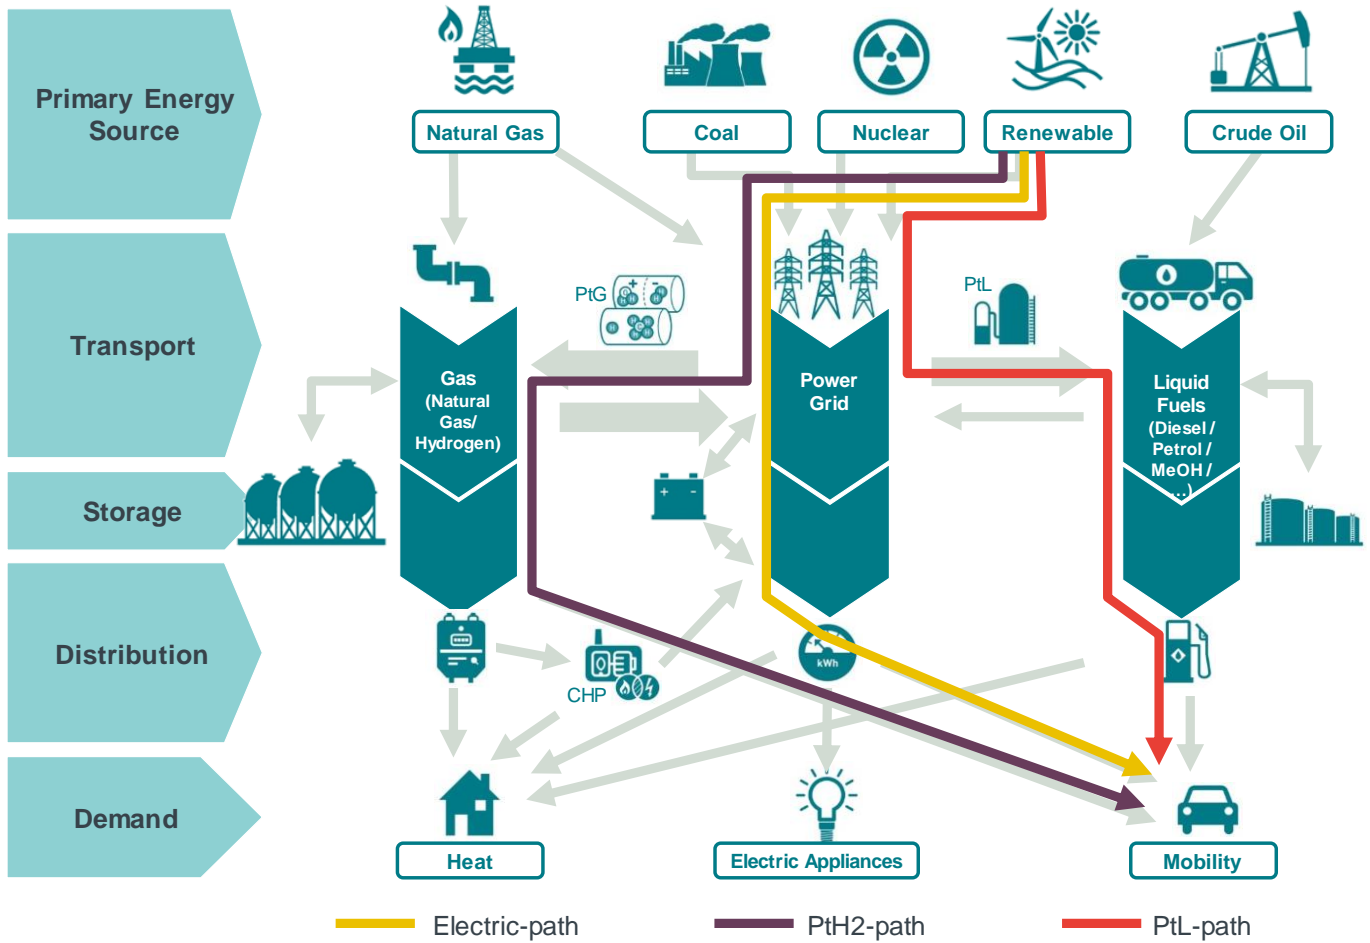 Primary Energy
Source
Natural Gas
Coal
Nuclear
Renewable
Crude Oil
Transport
PtG
PtL
Gas
(Natural
Gas/
Hydrogen)
Power
Grid
Liquid
Fuels
(Diesel /
Petrol /
MeOH /
...)
Storage
+ -
Distribution
kWh
CHP
Demand
Heat
Electric Appliances
Mobility
Electric-path
PtH2-path
PtL-path